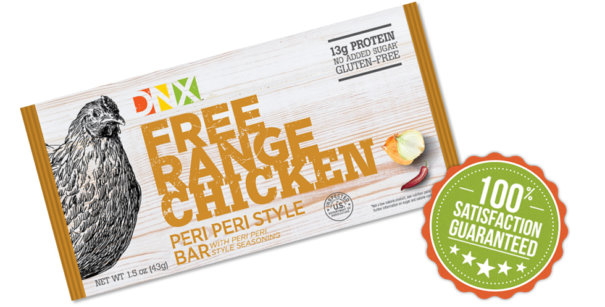 13g PROTEIN
NO ADDED SUGAR*
GLUTEN-FREE
DNX
FREE
RANGE
CHICKEN
PERI PERI STYLE
BAR WITH PERI PERI
STYLE SEASONING
NET WT 1.5 oz (43g)
U.S.
100%
SATISFACTION
GUARANTEED